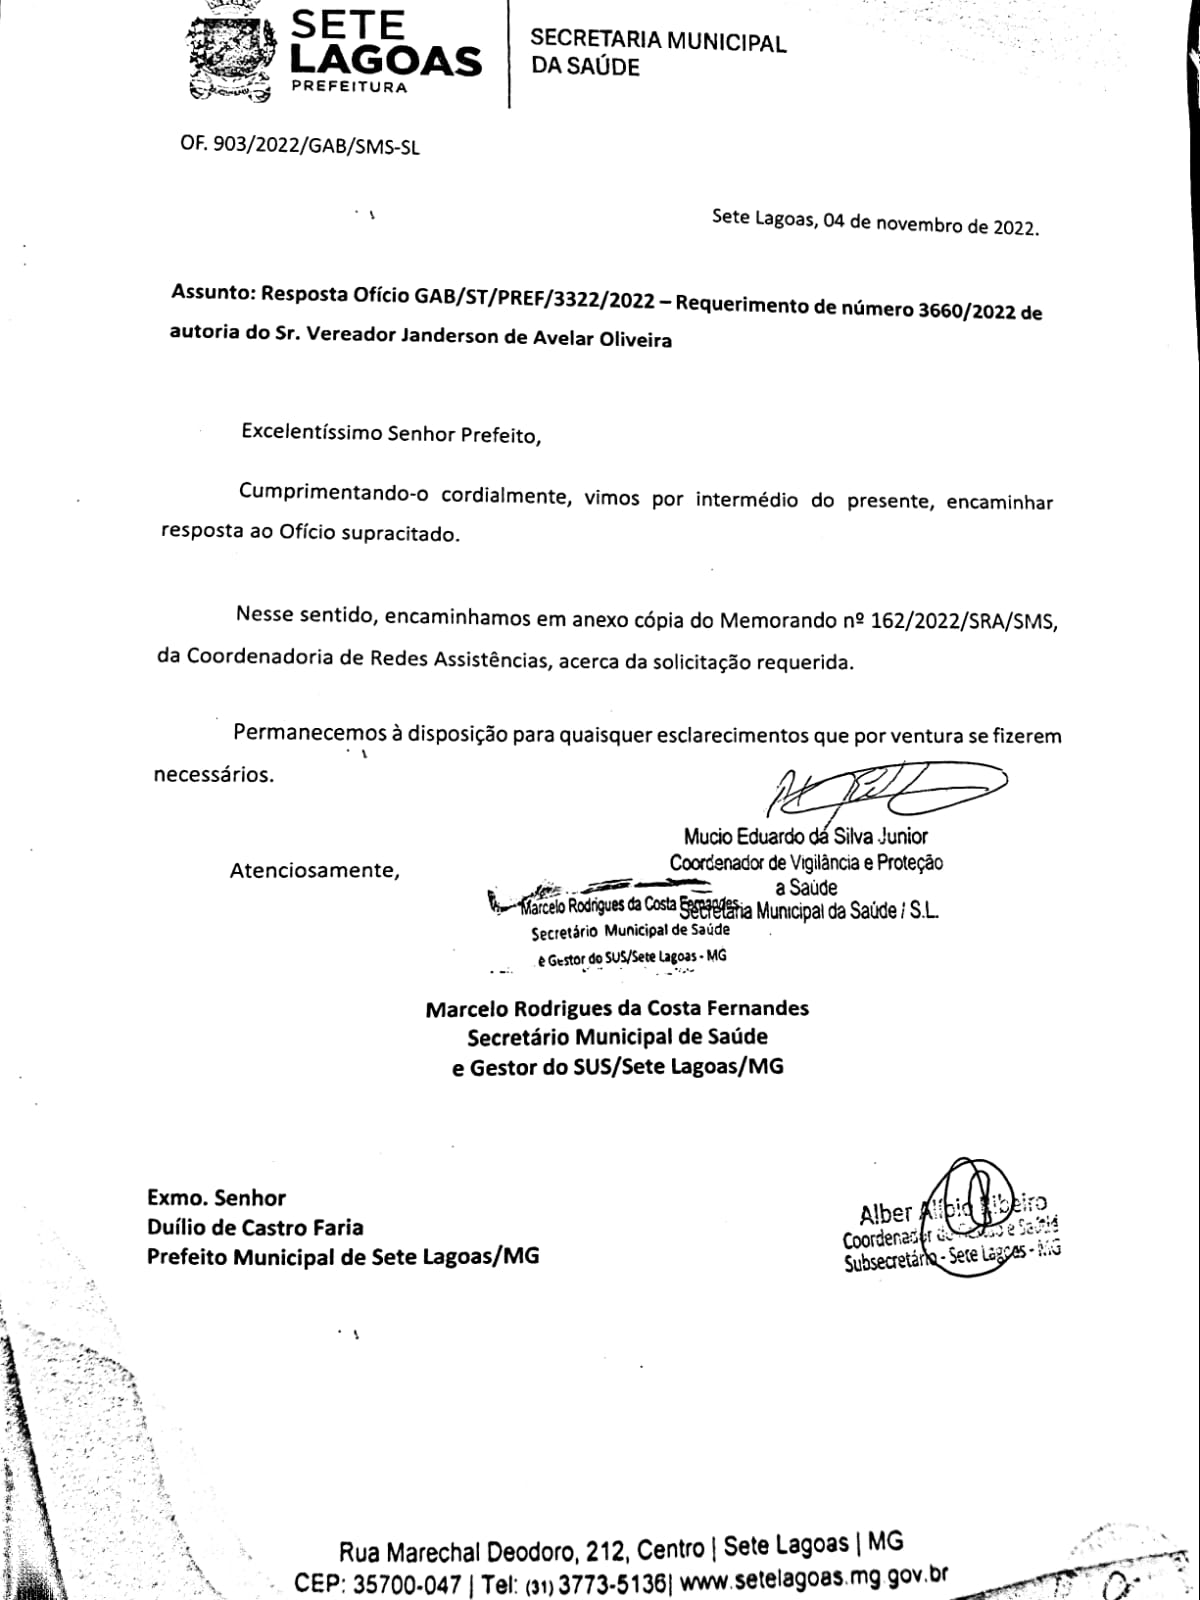 SETE
LAGOAS
PREFEITURA
SECRETARIA MUNICIPAL
DA SAÚDE
OF. 903/2022/GAB/SMS-SL
Sete Lagoas, 04 de novembro de 2022.
Assunto: Resposta Ofício GAB/ST/PREF/3322/2022 – Requerimento de número 3660/2022 de
autoria do Sr. Vereador Janderson de Avelar Oliveira
Excelentíssimo Senhor Prefeito,
Cumprimentando-o cordialmente, vimos por intermédio do presente, encaminhar
resposta ao Ofício supracitado.
Nesse sentido, encaminhamos em anexo cópia do Memorando nº 162/2022/SRA/SMS,
da Coordenadoria de Redes Assistências, acerca da solicitação requerida.
Permanecemos à disposição para quaisquer esclarecimentos que por ventura se fizerem
necessários.
Mucio Eduardo da Silva Junior
Coordenador de Vigilância e Proteção
a Saúde
Secretaria Municipal da Saúde / S.L.
Atenciosamente,
Marcelo Rodrigues da Costa Fernandes
Secretário Municipal de Saúde
e Gestor do SUS/Sete Lagoas - MG
Marcelo Rodrigues da Costa Fernandes
Secretário Municipal de Saúde
e Gestor do SUS/Sete Lagoas/MG
Exmo. Senhor
Duílio de Castro Faria
Prefeito Municipal de Sete Lagoas/MG
Alber Alípio Ribeiro
Coordenador e Saúde
Subsecretário - Sete Lagoas - MG
Rua Marechal Deodoro, 212, Centro | Sete Lagoas | MG
CEP: 35700-047 | Tel: (31) 3773-5136| www.setelagoas.mg.gov.br